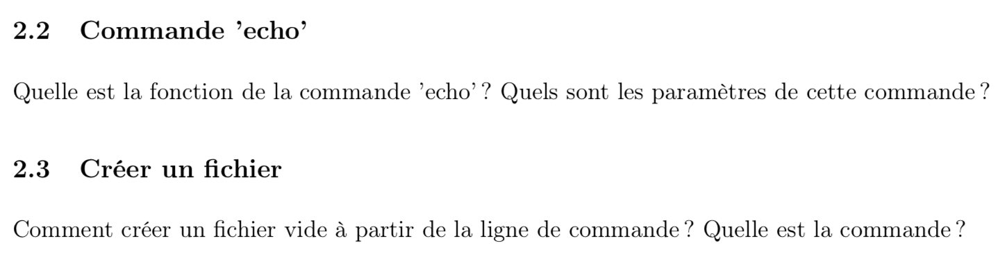 2.2 Commande ’echo’
Quelle est la fonction de la commande ’echo’ ? Quels sont les paramètres de cette commande ?
2.3 Créer un fichier
Comment créer un fichier vide à partir de la ligne de commande ? Quelle est la commande ?